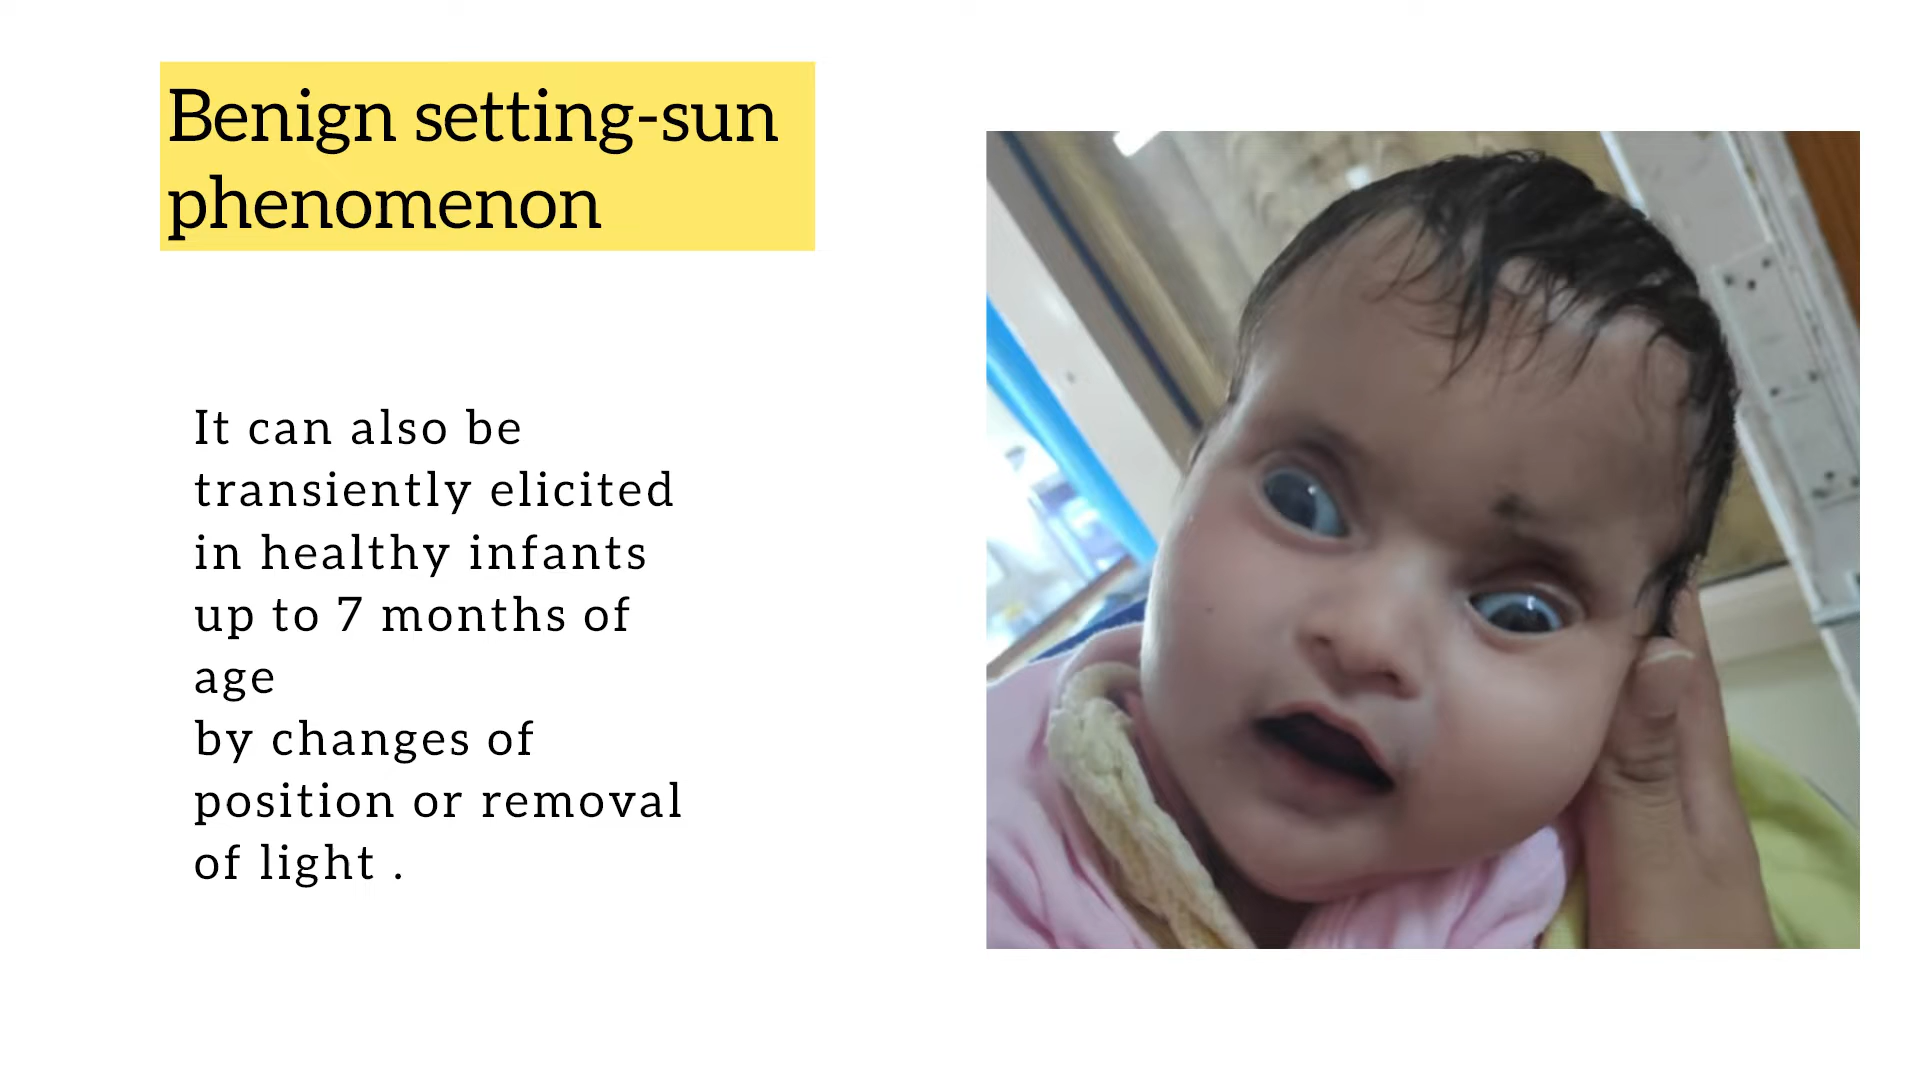 Benign setting-sun
phenomenon
It can also be
transiently elicited
in healthy infants
up to 7 months of
age
by changes of
position or removal
of light .